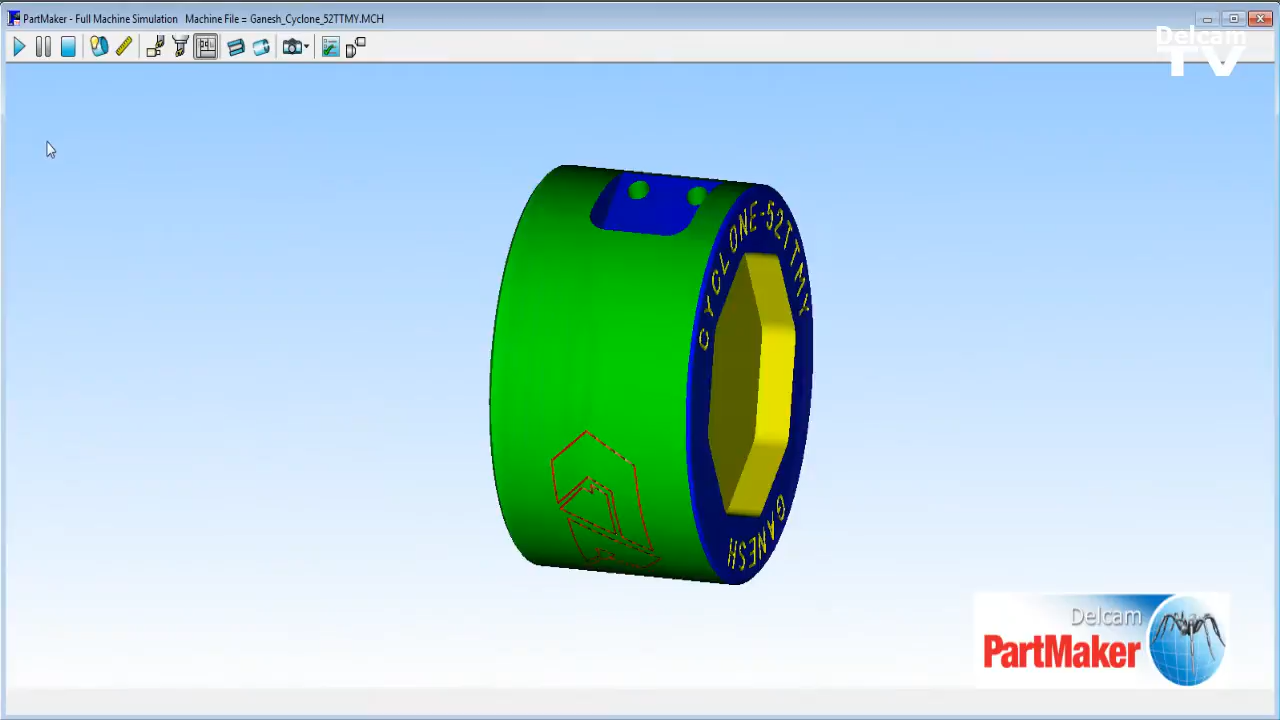 PartMaker - Full Machine Simulation    Machine File = Ganesh_Cyclone_52TTMY.MCH
Delcam
TV
CYCLONE-52TTMY
GANESH
Delcam
PartMaker